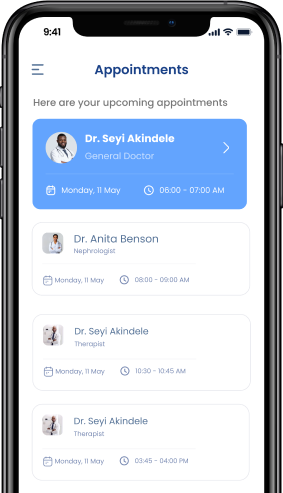 9:41
Appointments
Here are your upcoming appointments
Dr. Seyi Akindele
General Doctor
Monday, 11 May 06:00 - 07:00 AM
Dr. Anita Benson
Nephrologist
Monday, 11 May 08:00 - 09:00 AM
Dr. Seyi Akindele
Therapist
Monday, 11 May 10:30 - 10:45 AM
Dr. Seyi Akindele
Therapist
Monday, 11 May 03:45 - 04:00 PM